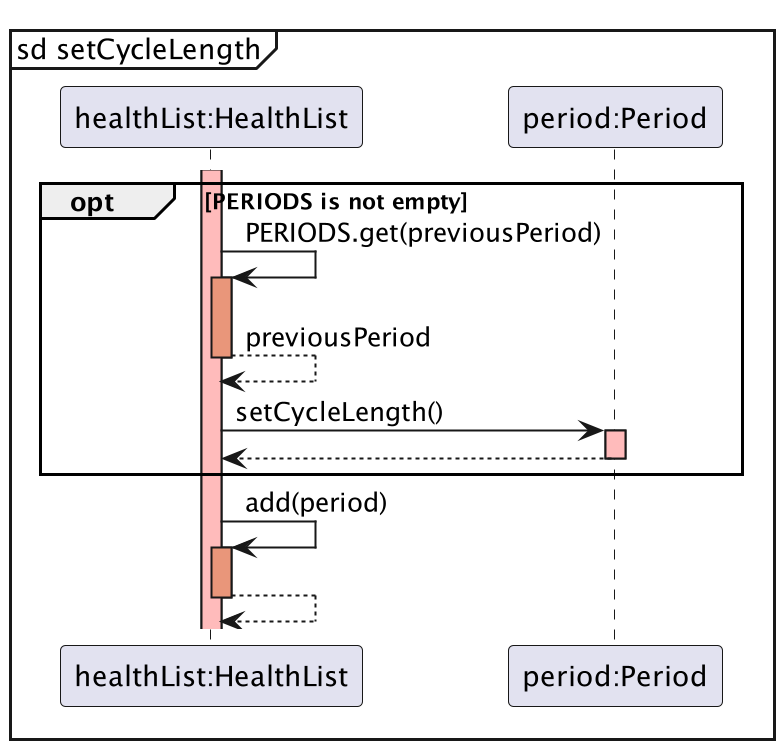 sd setCycleLength
healthList:HealthList
period:Period
opt
[PERIODS is not empty]
PERIODS.get(previousPeriod)
previousPeriod
setCycleLength()
add(period)
healthList:HealthList
period:Period